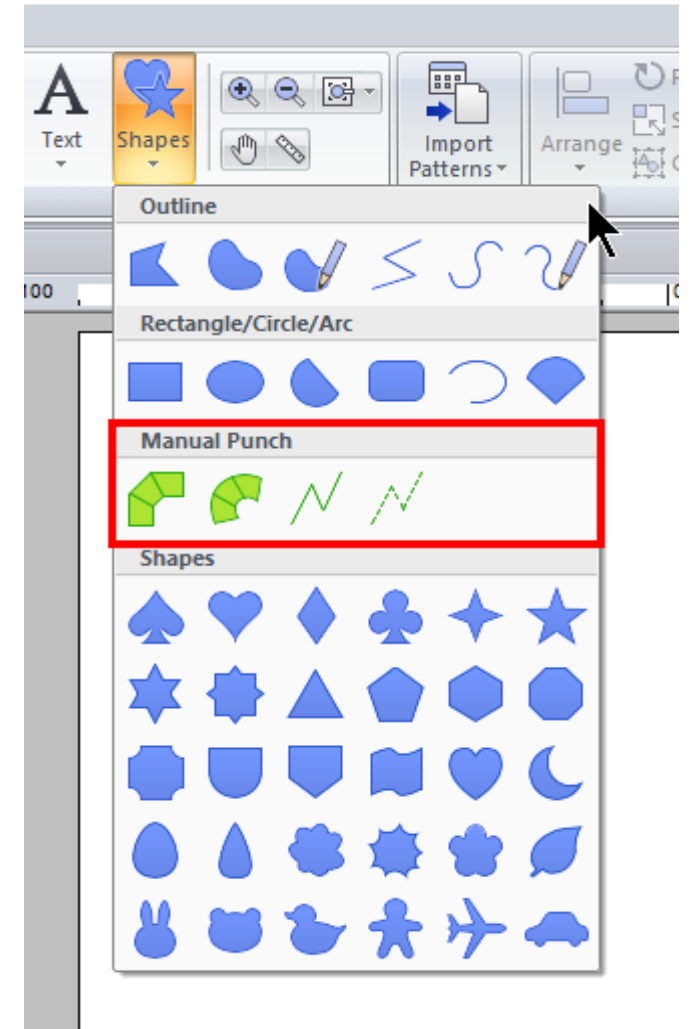 A
Text
Shapes
Import
Patterns
Arrange
Outline
100
Rectangle/Circle/Arc
Manual Punch
Shapes